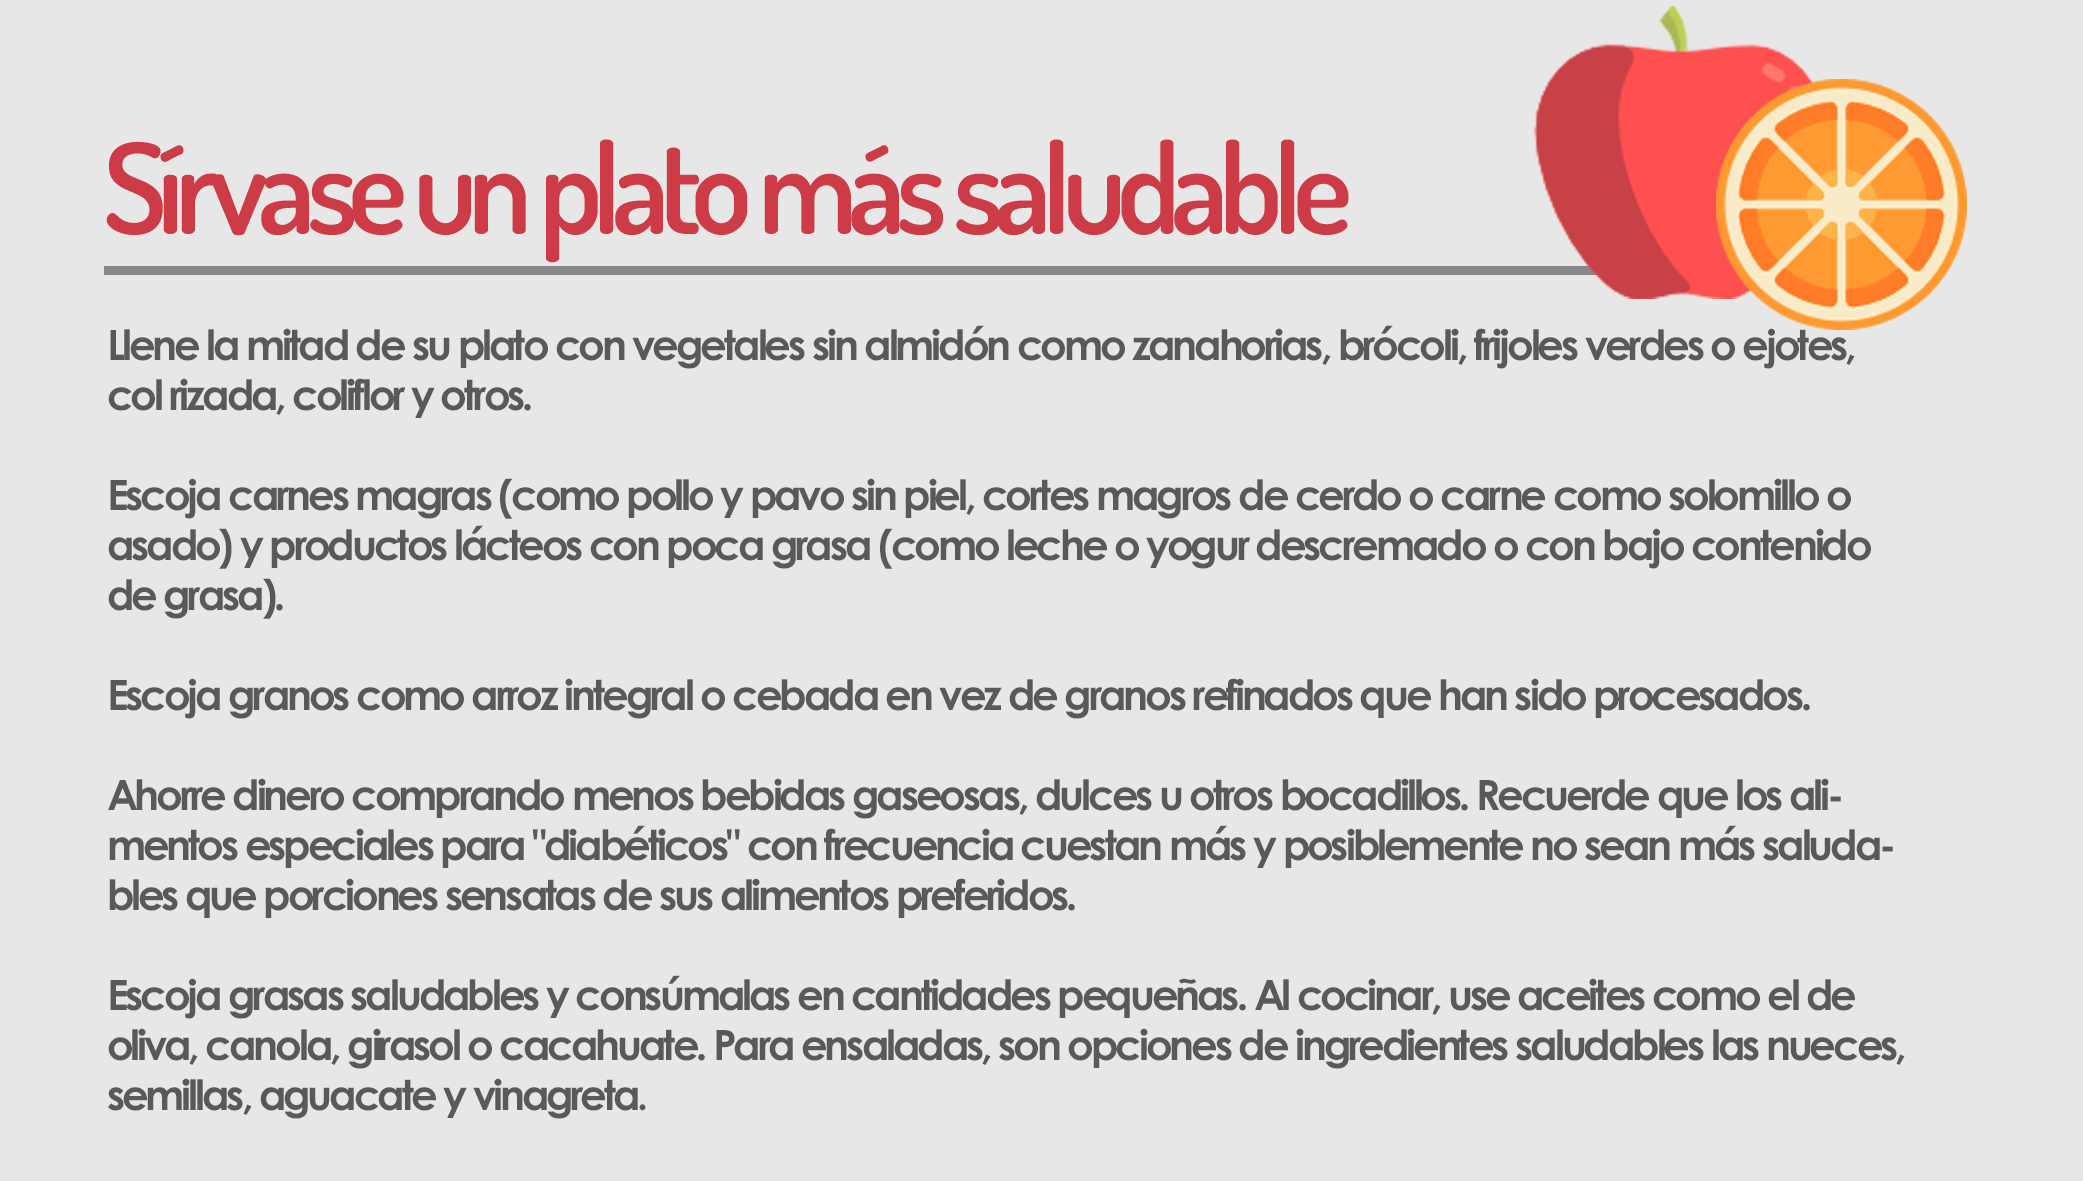 Sírvase un plato más saludable
Llene la mitad de su plato con vegetales sin almidón como zanahorias, brócoli, frijoles verdes o ejotes,
col rizada, coliflor y otros.
Escoja carnes magras (como pollo y pavo sin piel, cortes magros de cerdo o carne como solomillo o
asado) y productos lácteos con poca grasa (como leche o yogur descremado o con bajo contenido
de grasa).
Escoja granos como arroz integral o cebada en vez de granos refinados que han sido procesados.
Ahorre dinero comprando menos bebidas gaseosas, dulces u otros bocadillos. Recuerde que los ali-
mentos especiales para "diabéticos" con frecuencia cuestan más y posiblemente no sean más saluda-
bles que porciones sensatas de sus alimentos preferidos.
Escoja grasas saludables y consúmalas en cantidades pequeñas. Al cocinar, use aceites como el de
oliva, canola, girasol o cacahuate. Para ensaladas, son opciones de ingredientes saludables las nueces,
semillas, aguacate y vinagreta.